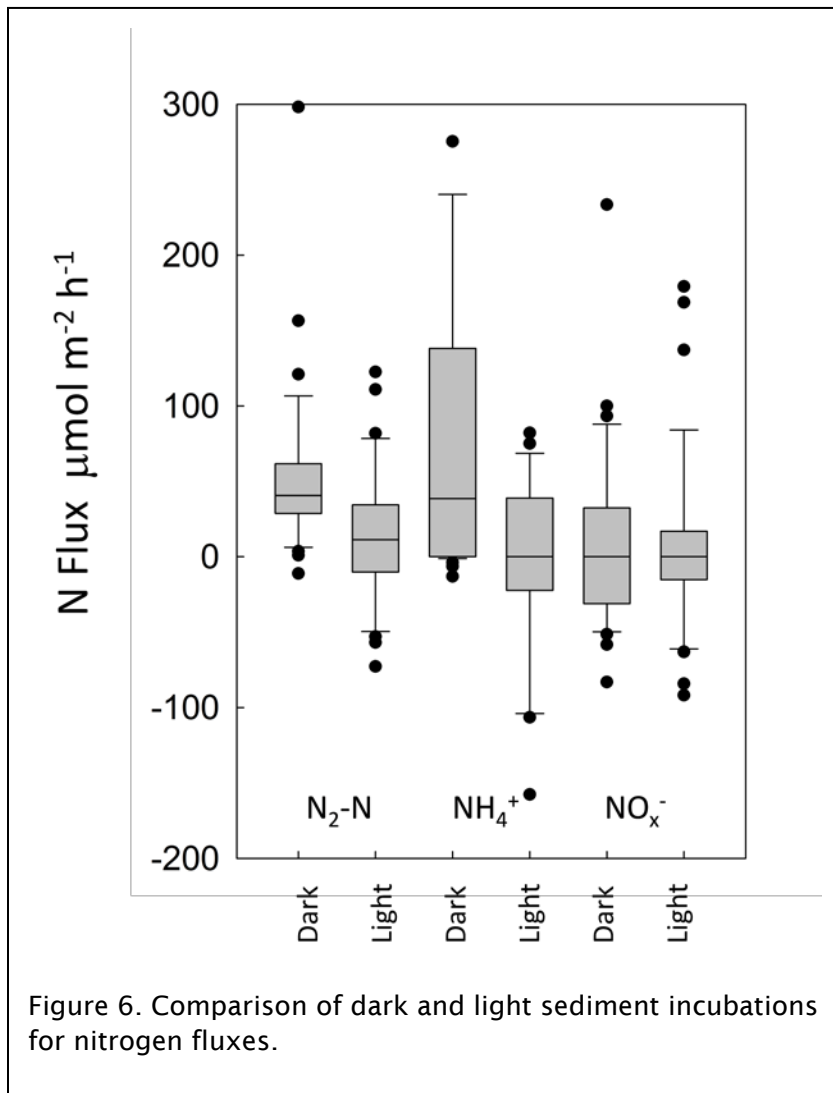 300
200
100
0
-100
-200
N Flux μmol m⁻² h⁻¹
N₂-N NH₄⁺ NOₓ⁻
Dark Light Dark Light Dark Light
Figure 6. Comparison of dark and light sediment incubations
for nitrogen fluxes.